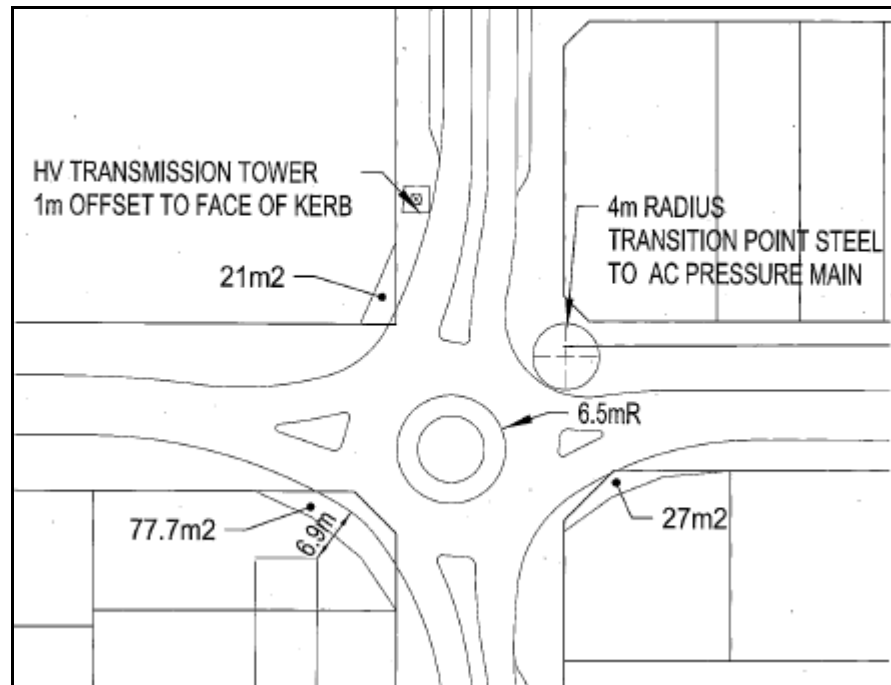 HV TRANSMISSION TOWER
1m OFFSET TO FACE OF KERB
4m RADIUS
TRANSITION POINT STEEL
TO AC PRESSURE MAIN
21m2
6.5mR
77.7m2
6.9m
27m2